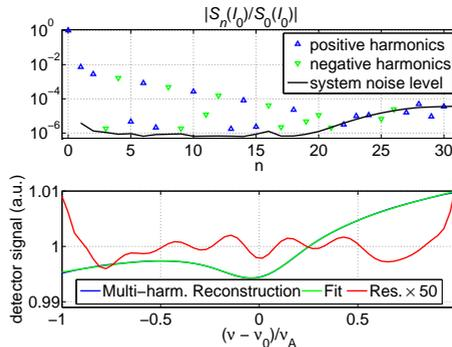 |S_n(I_0)/S_0(I_0)|
10^0
10^-2
10^-4
10^-6
positive harmonics
negative harmonics
system noise level
0 5 10 15 20 25 30
n
detector signal (a.u.)
1.01
1
0.99
Multi-harm. Reconstruction Fit Res. × 50
-1 -0.5 0 0.5
(ν − ν_0)/ν_A